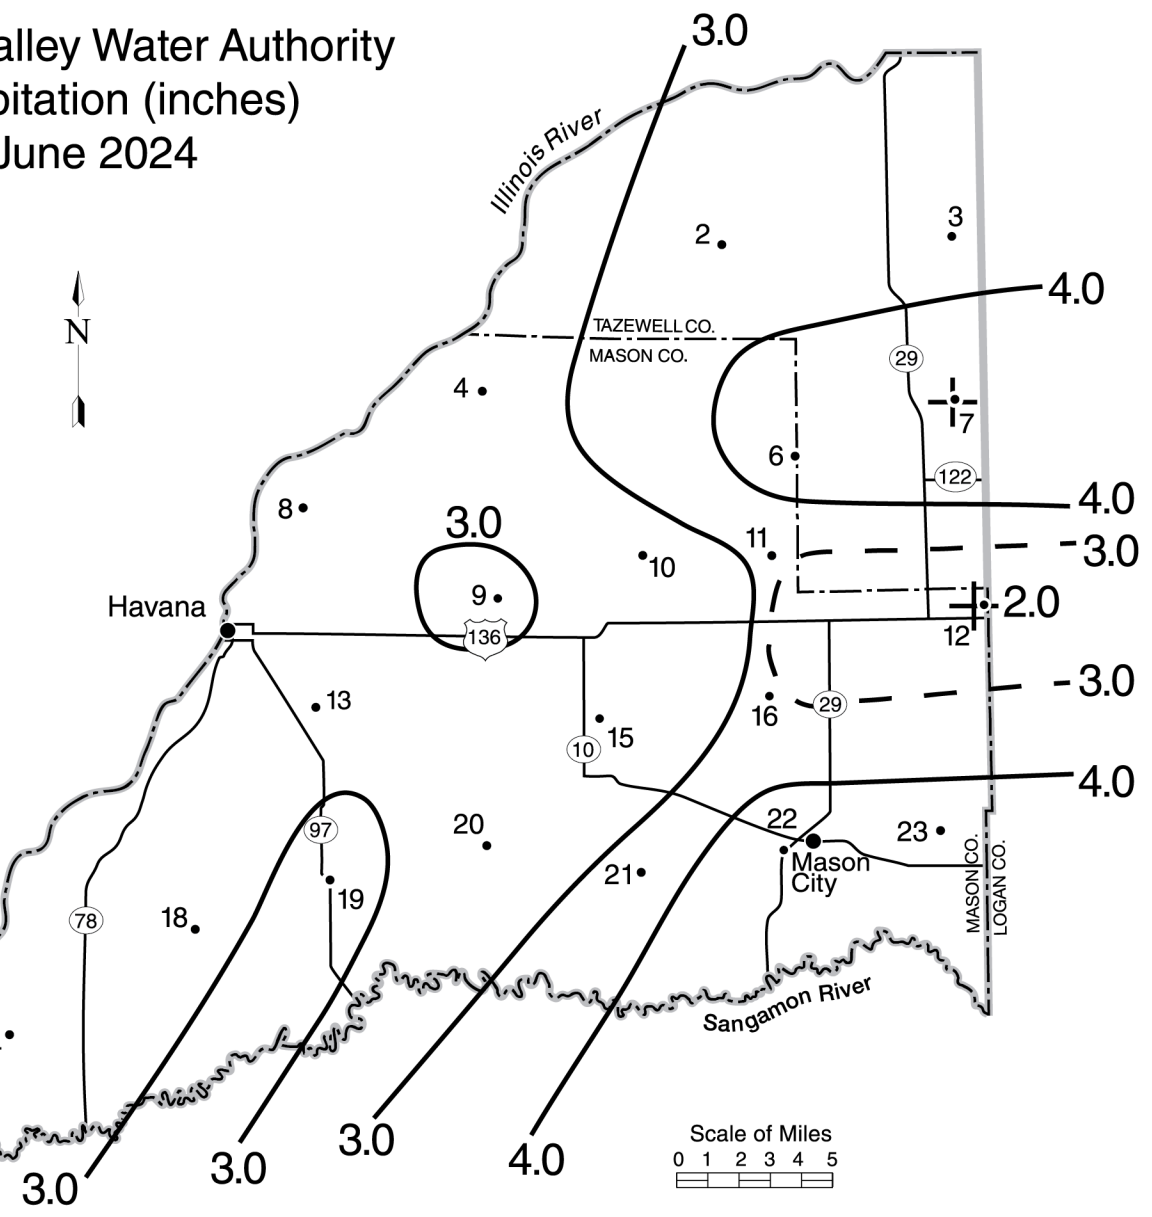 alley Water Authority
pitation (inches)
June 2024
3.0
Illinois River
2
3
4.0
N
TAZEWELL CO.
MASON CO.
29
4
7
6
122
8
4.0
3.0
11
3.0
10
9
2.0
Havana
136
12
13
3.0
29
16
15
10
4.0
97
20
22
23
Mason
City
21
MASON CO.
LOGAN CO.
19
18
78
Sangamon River
3.0
3.0
3.0
4.0
Scale of Miles
0 1 2 3 4 5